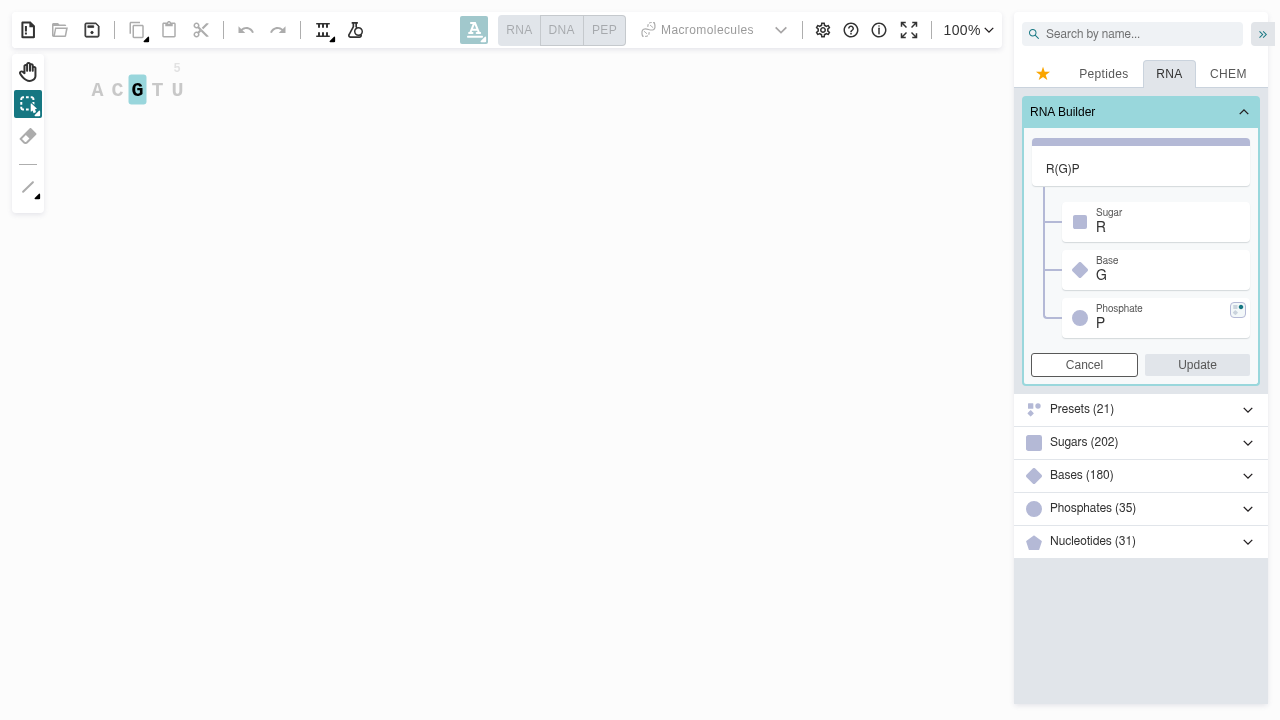 A RNA DNA PEP Macromolecules 100%
5
A C G T U
Search by name...
Peptides RNA CHEM
RNA Builder
R(G)P
Sugar
R
Base
G
Phosphate
P
Cancel Update
Presets (21)
Sugars (202)
Bases (180)
Phosphates (35)
Nucleotides (31)